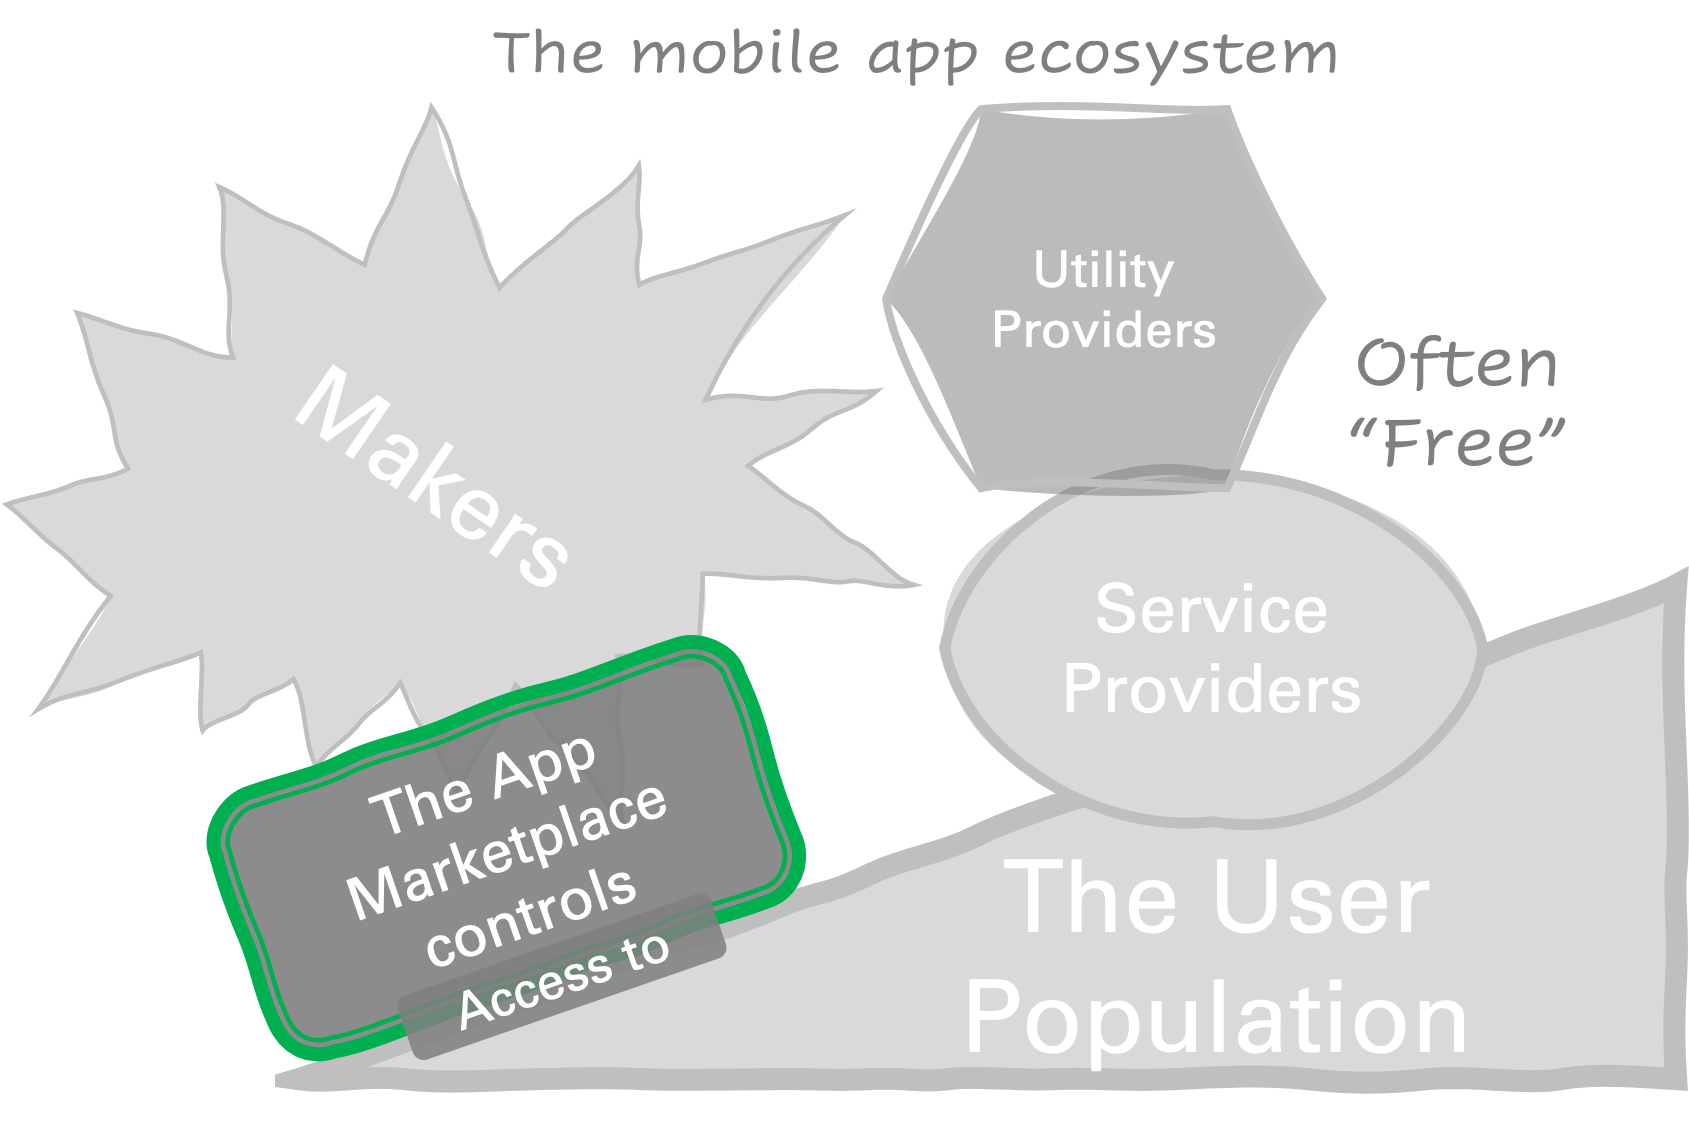 The mobile app ecosystem
Utility
Providers
Often
“Free”
Makers
Service
Providers
The App
Marketplace
controls
Access to
The User
Population